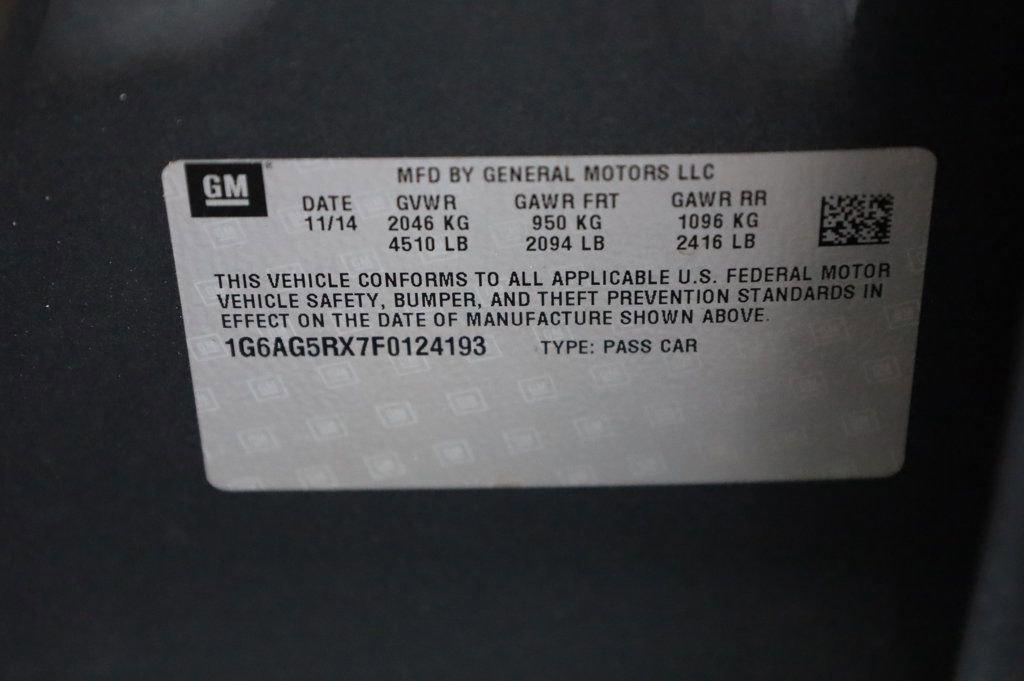 GM
MFD BY GENERAL MOTORS LLC
DATE GVWR GAWR FRT GAWR RR
11/14 2046 KG 950 KG 1096 KG
4510 LB 2094 LB 2416 LB
THIS VEHICLE CONFORMS TO ALL APPLICABLE U.S. FEDERAL MOTOR
VEHICLE SAFETY, BUMPER, AND THEFT PREVENTION STANDARDS IN
EFFECT ON THE DATE OF MANUFACTURE SHOWN ABOVE.
1G6AG5RX7F0124193 TYPE: PASS CAR